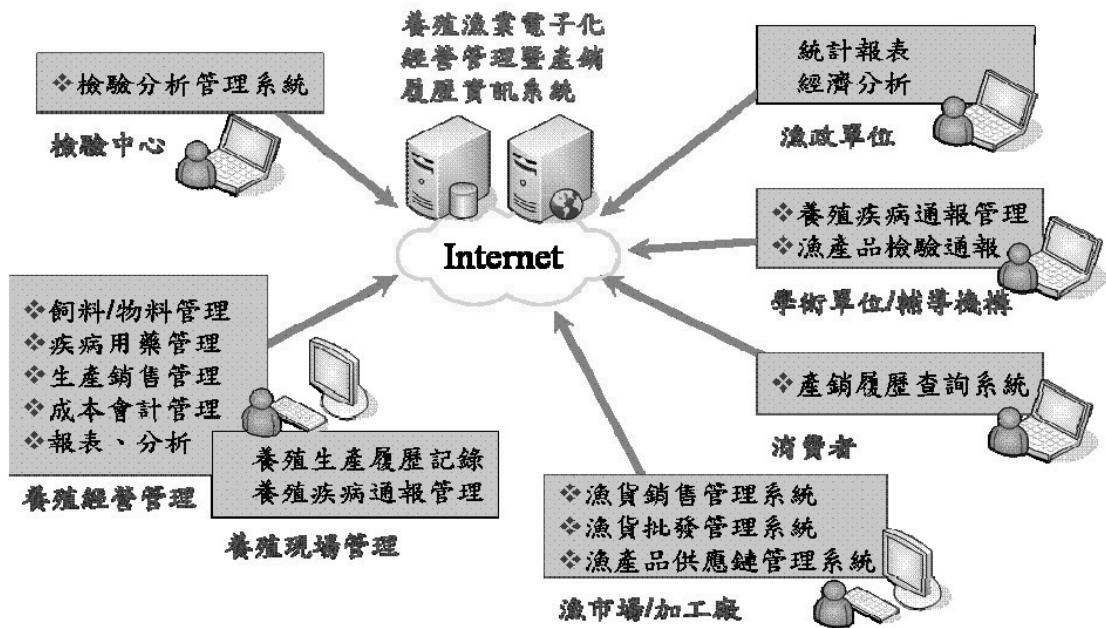 養殖漁業電子化
經營管理暨產銷
履歷資訊系統
❖檢驗分析管理系統
檢驗中心
統計報表
經濟分析
漁政單位
Internet
❖養殖疾病通報管理
❖漁產品檢驗通報
學術單位/輔導機構
❖飼料/物料管理
❖疾病用藥管理
❖生產銷售管理
❖成本會計管理
❖報表、分析
養殖經營管理
養殖生產履歷記錄
養殖疾病通報管理
養殖現場管理
❖產銷履歷查詢系統
消費者
❖漁貨銷售管理系統
❖漁貨批發管理系統
❖漁產品供應鏈管理系統
漁市場/加工廠